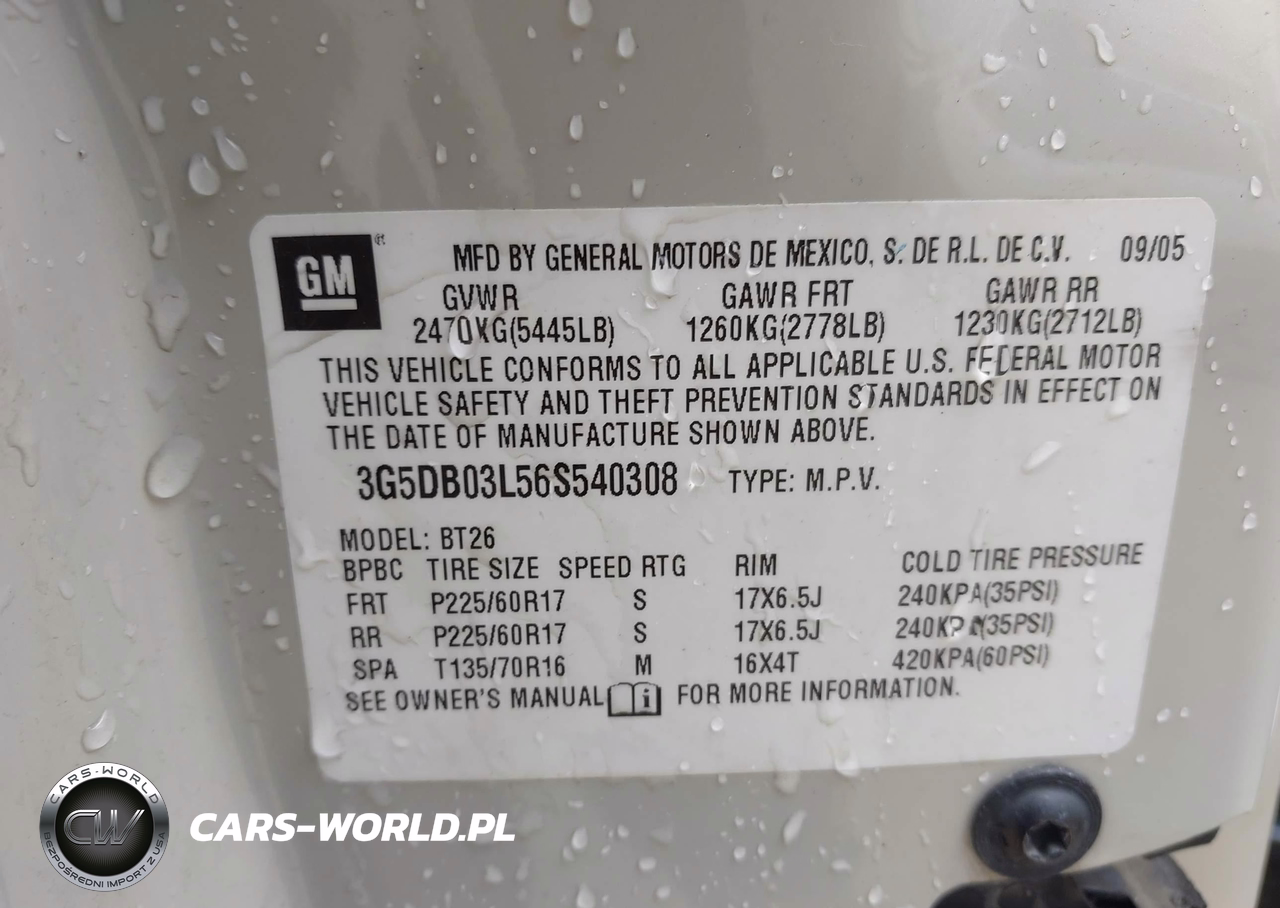 GM
MFD BY GENERAL MOTORS DE MEXICO, S. DE R.L. DE C.V. 09/05
GVWR GAWR FRT GAWR RR
2470KG(5445LB) 1260KG(2778LB) 1230KG(2712LB)
THIS VEHICLE CONFORMS TO ALL APPLICABLE U.S. FEDERAL MOTOR
VEHICLE SAFETY AND THEFT PREVENTION STANDARDS IN EFFECT ON
THE DATE OF MANUFACTURE SHOWN ABOVE.
3G5DB03L56S540308 TYPE: M.P.V.
MODEL: BT26
BPBC TIRE SIZE SPEED RTG RIM COLD TIRE PRESSURE
FRT P225/60R17 S 17X6.5J 240KPA(35PSI)
RR P225/60R17 S 17X6.5J 240KPA(35PSI)
SPA T135/70R16 M 16X4T 420KPA(60PSI)
SEE OWNER'S MANUAL i FOR MORE INFORMATION.
CARS-WORLD
CW
BEZPOŚREDNI IMPORT Z USA
CARS-WORLD.PL